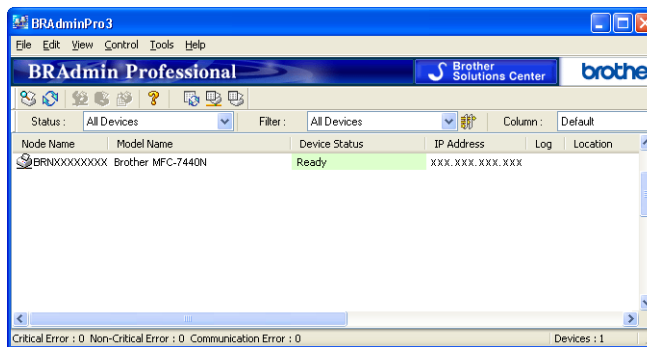 BRAdminPro3
File Edit View Control Tools Help
BRAdmin Professional Brother Solutions Center brothe
Status : All Devices Filter : All Devices Column : Default
Node Name Model Name Device Status IP Address Log Location
BRNXXXXXXXX Brother MFC-7440N Ready XXX.XXX.XXX.XXX
Critical Error : 0 Non-Critical Error : 0 Communication Error : 0 Devices : 1